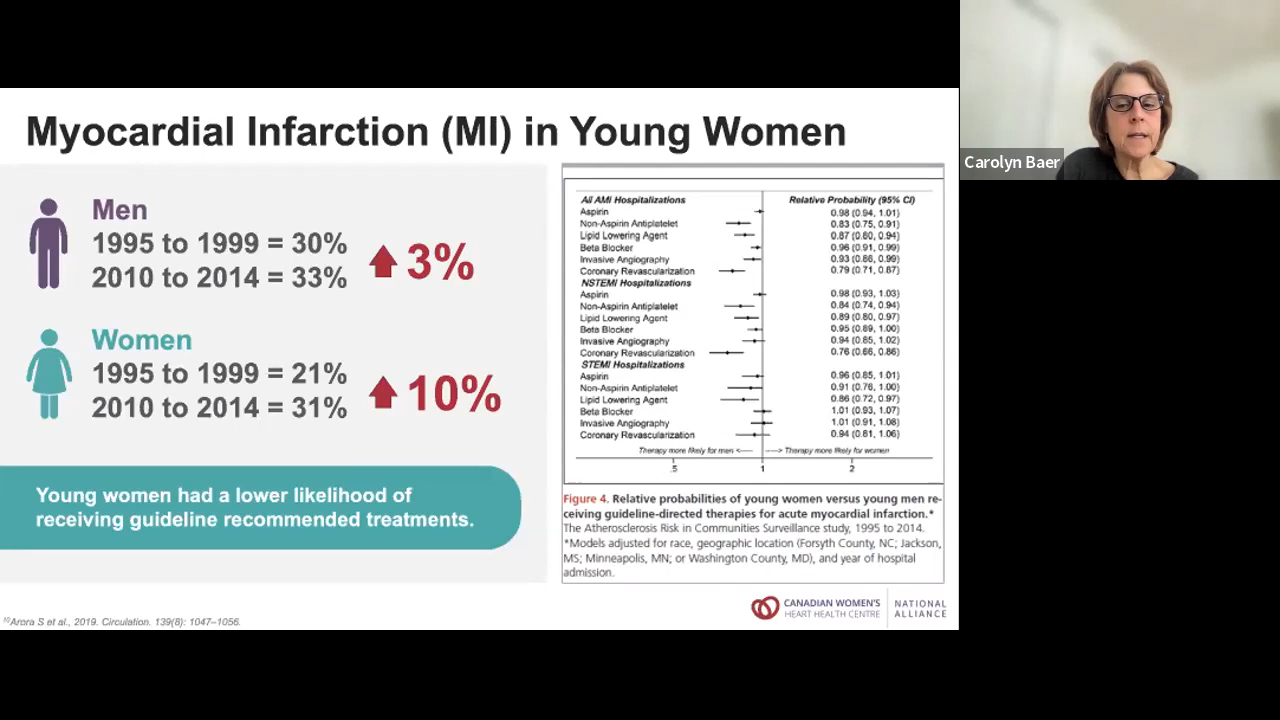 Myocardial Infarction (MI) in Young Women
Men
1995 to 1999 = 30%
2010 to 2014 = 33%
3%
Women
1995 to 1999 = 21%
2010 to 2014 = 31%
10%
Young women had a lower likelihood of
receiving guideline recommended treatments.
All AMI Hospitalizations Relative Probability (95% CI)
Aspirin 0.98 (0.94, 1.01)
Non-Aspirin Antiplatelet 0.83 (0.75, 0.91)
Lipid Lowering Agent 0.87 (0.80, 0.94)
Beta Blocker 0.96 (0.91, 0.99)
Invasive Angiography 0.93 (0.86, 0.99)
Coronary Revascularization 0.79 (0.71, 0.87)
NSTEMI Hospitalizations
Aspirin 0.98 (0.93, 1.03)
Non-Aspirin Antiplatelet 0.84 (0.74, 0.94)
Lipid Lowering Agent 0.89 (0.80, 0.97)
Beta Blocker 0.95 (0.89, 1.00)
Invasive Angiography 0.94 (0.85, 1.02)
Coronary Revascularization 0.76 (0.66, 0.86)
STEMI Hospitalizations
Aspirin 0.96 (0.85, 1.01)
Non-Aspirin Antiplatelet 0.91 (0.76, 1.00)
Lipid Lowering Agent 0.86 (0.72, 0.97)
Beta Blocker 1.01 (0.93, 1.07)
Invasive Angiography 1.01 (0.91, 1.08)
Coronary Revascularization 0.94 (0.81, 1.06)
Therapy more likely for men <— —> Therapy more likely for women
.5 1 2
Figure 4. Relative probabilities of young women versus young men re-
ceiving guideline-directed therapies for acute myocardial infarction.*
The Atherosclerosis Risk in Communities Surveillance study, 1995 to 2014.
*Models adjusted for race, geographic location (Forsyth County, NC; Jackson,
MS; Minneapolis, MN; or Washington County, MD), and year of hospital
admission.
Arora S et al., 2019. Circulation. 139(8): 1047–1056.
CANADIAN WOMEN'S
HEART HEALTH CENTRE
NATIONAL
ALLIANCE
Carolyn Baer